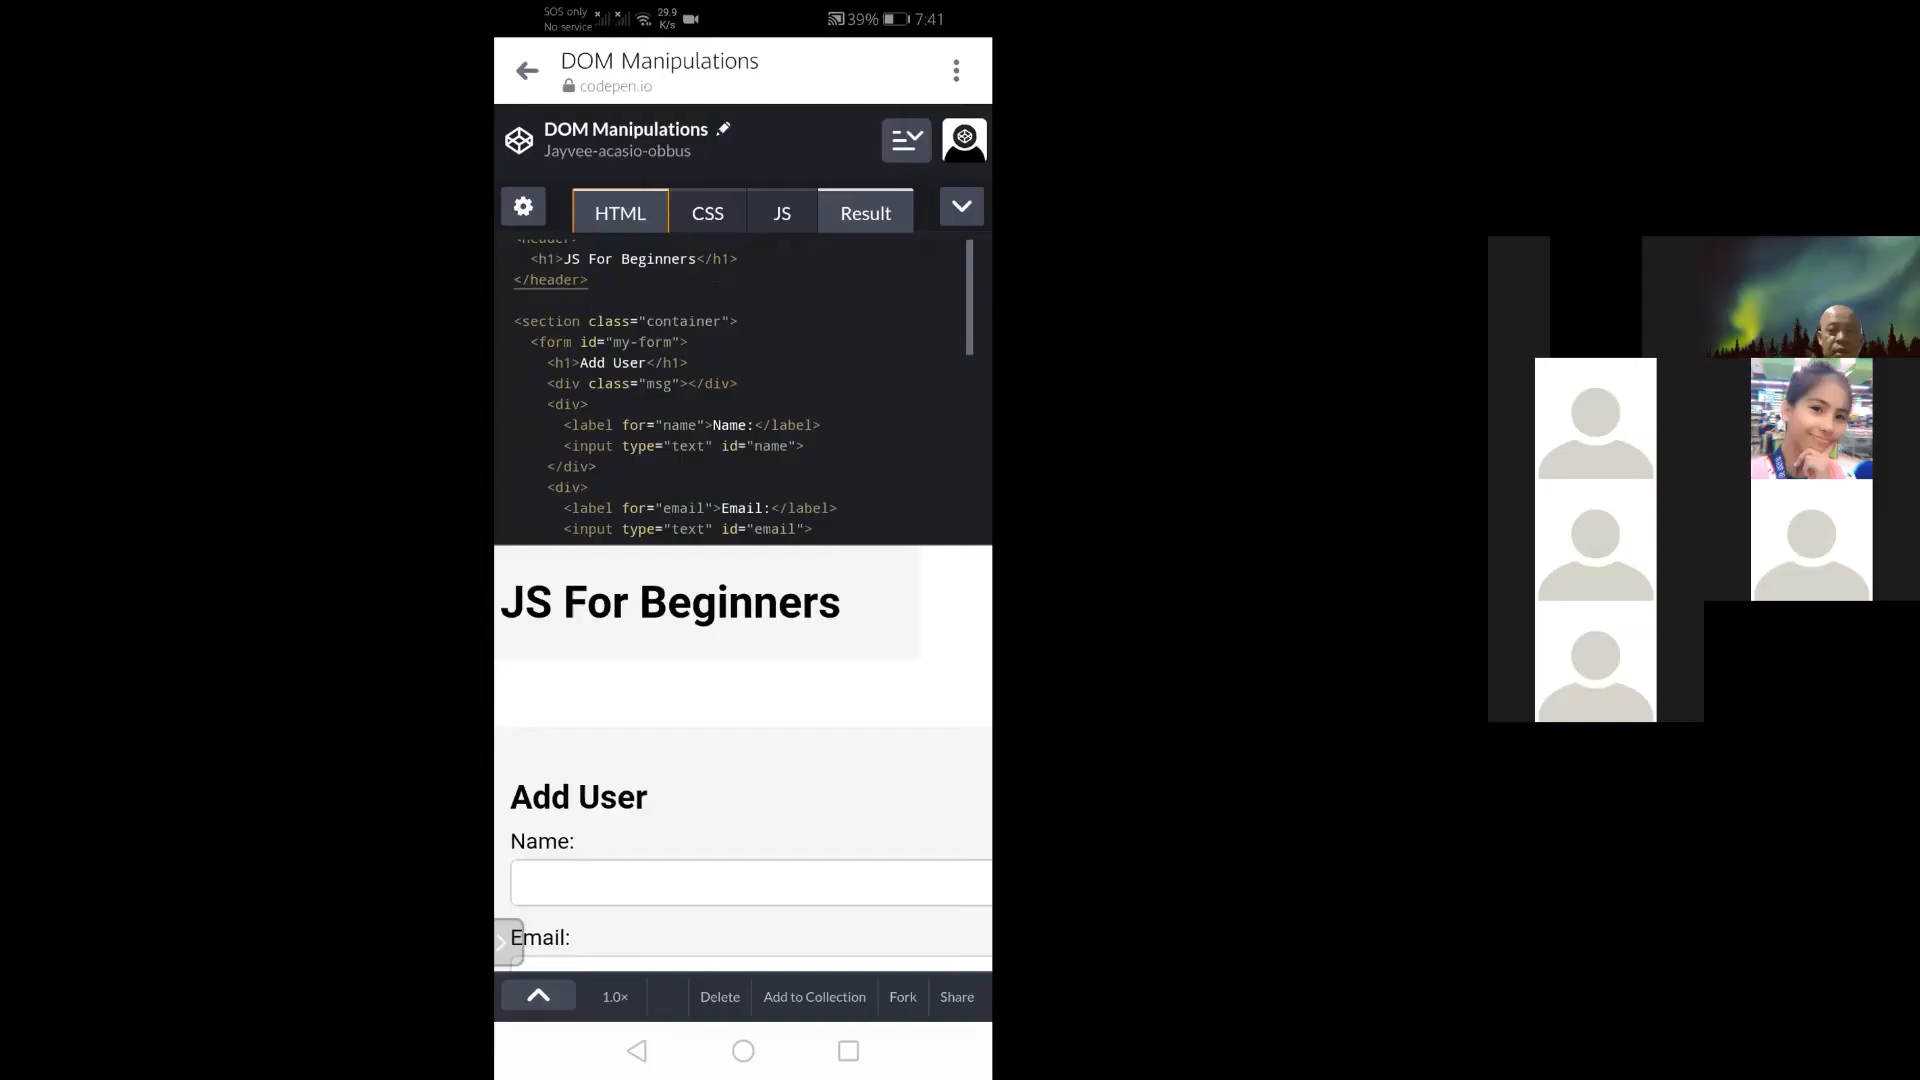 SOS only
No service
29.9
K/s
39%
7:41
DOM Manipulations
codepen.io
DOM Manipulations
Jayvee-acasio-obbus
HTML
CSS
JS
Result
<header>
<h1>JS For Beginners</h1>
</header>
<section class="container">
<form id="my-form">
<h1>Add User</h1>
<div class="msg"></div>
<div>
<label for="name">Name:</label>
<input type="text" id="name">
</div>
<div>
<label for="email">Email:</label>
<input type="text" id="email">
JS For Beginners
Add User
Name:
Email:
1.0×
Delete
Add to Collection
Fork
Share